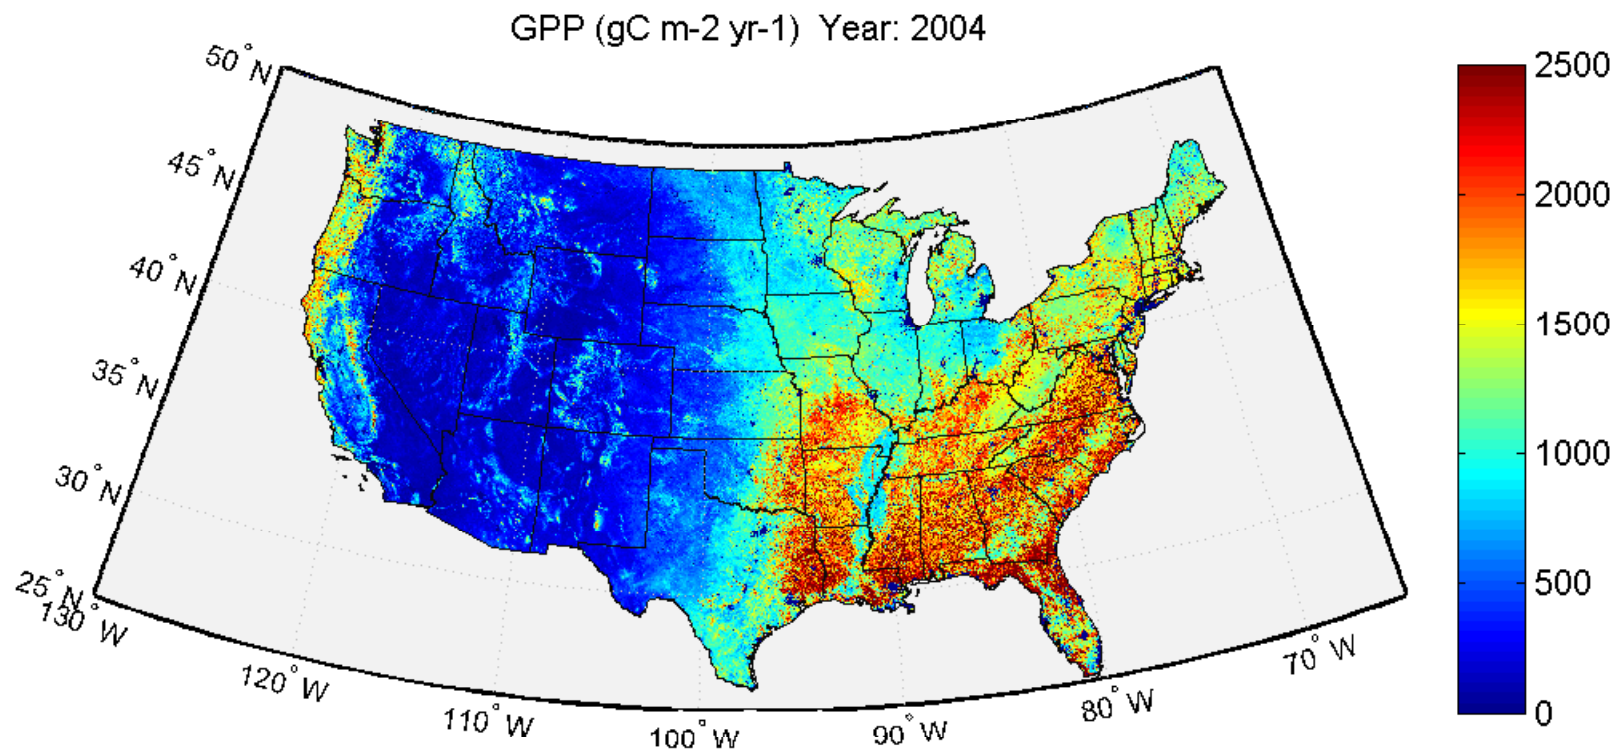 GPP (gC m-2 yr-1) Year: 2004
50° N
45° N
40° N
35° N
30° N
25° N
130° W
120° W
110° W
100° W
90° W
80° W
70° W
2500
2000
1500
1000
500
0